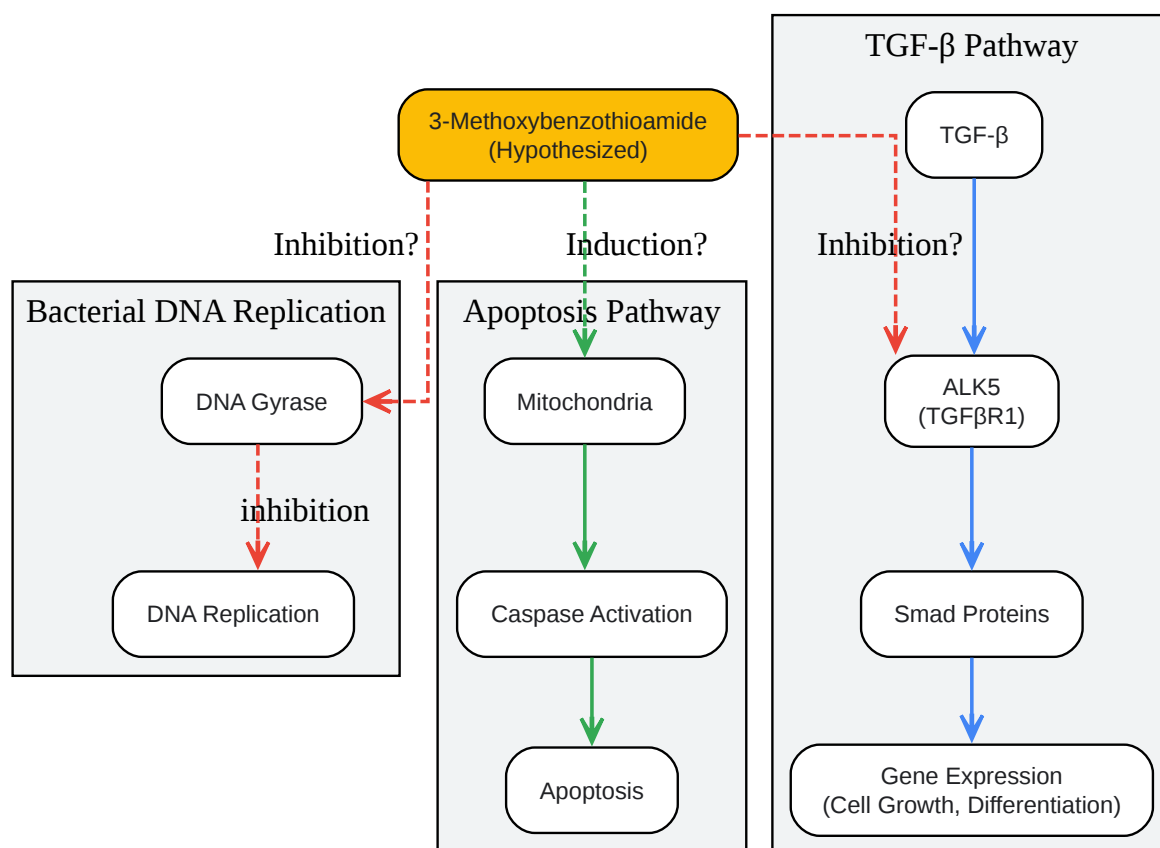 TGF-β Pathway
3-Methoxybenzothioamide
(Hypothesized)
TGF-β
Inhibition?
Induction?
Inhibition?
Bacterial DNA Replication
Apoptosis Pathway
DNA Gyrase
Mitochondria
ALK5
(TGFβR1)
inhibition
DNA Replication
Caspase Activation
Smad Proteins
Apoptosis
Gene Expression
(Cell Growth, Differentiation)